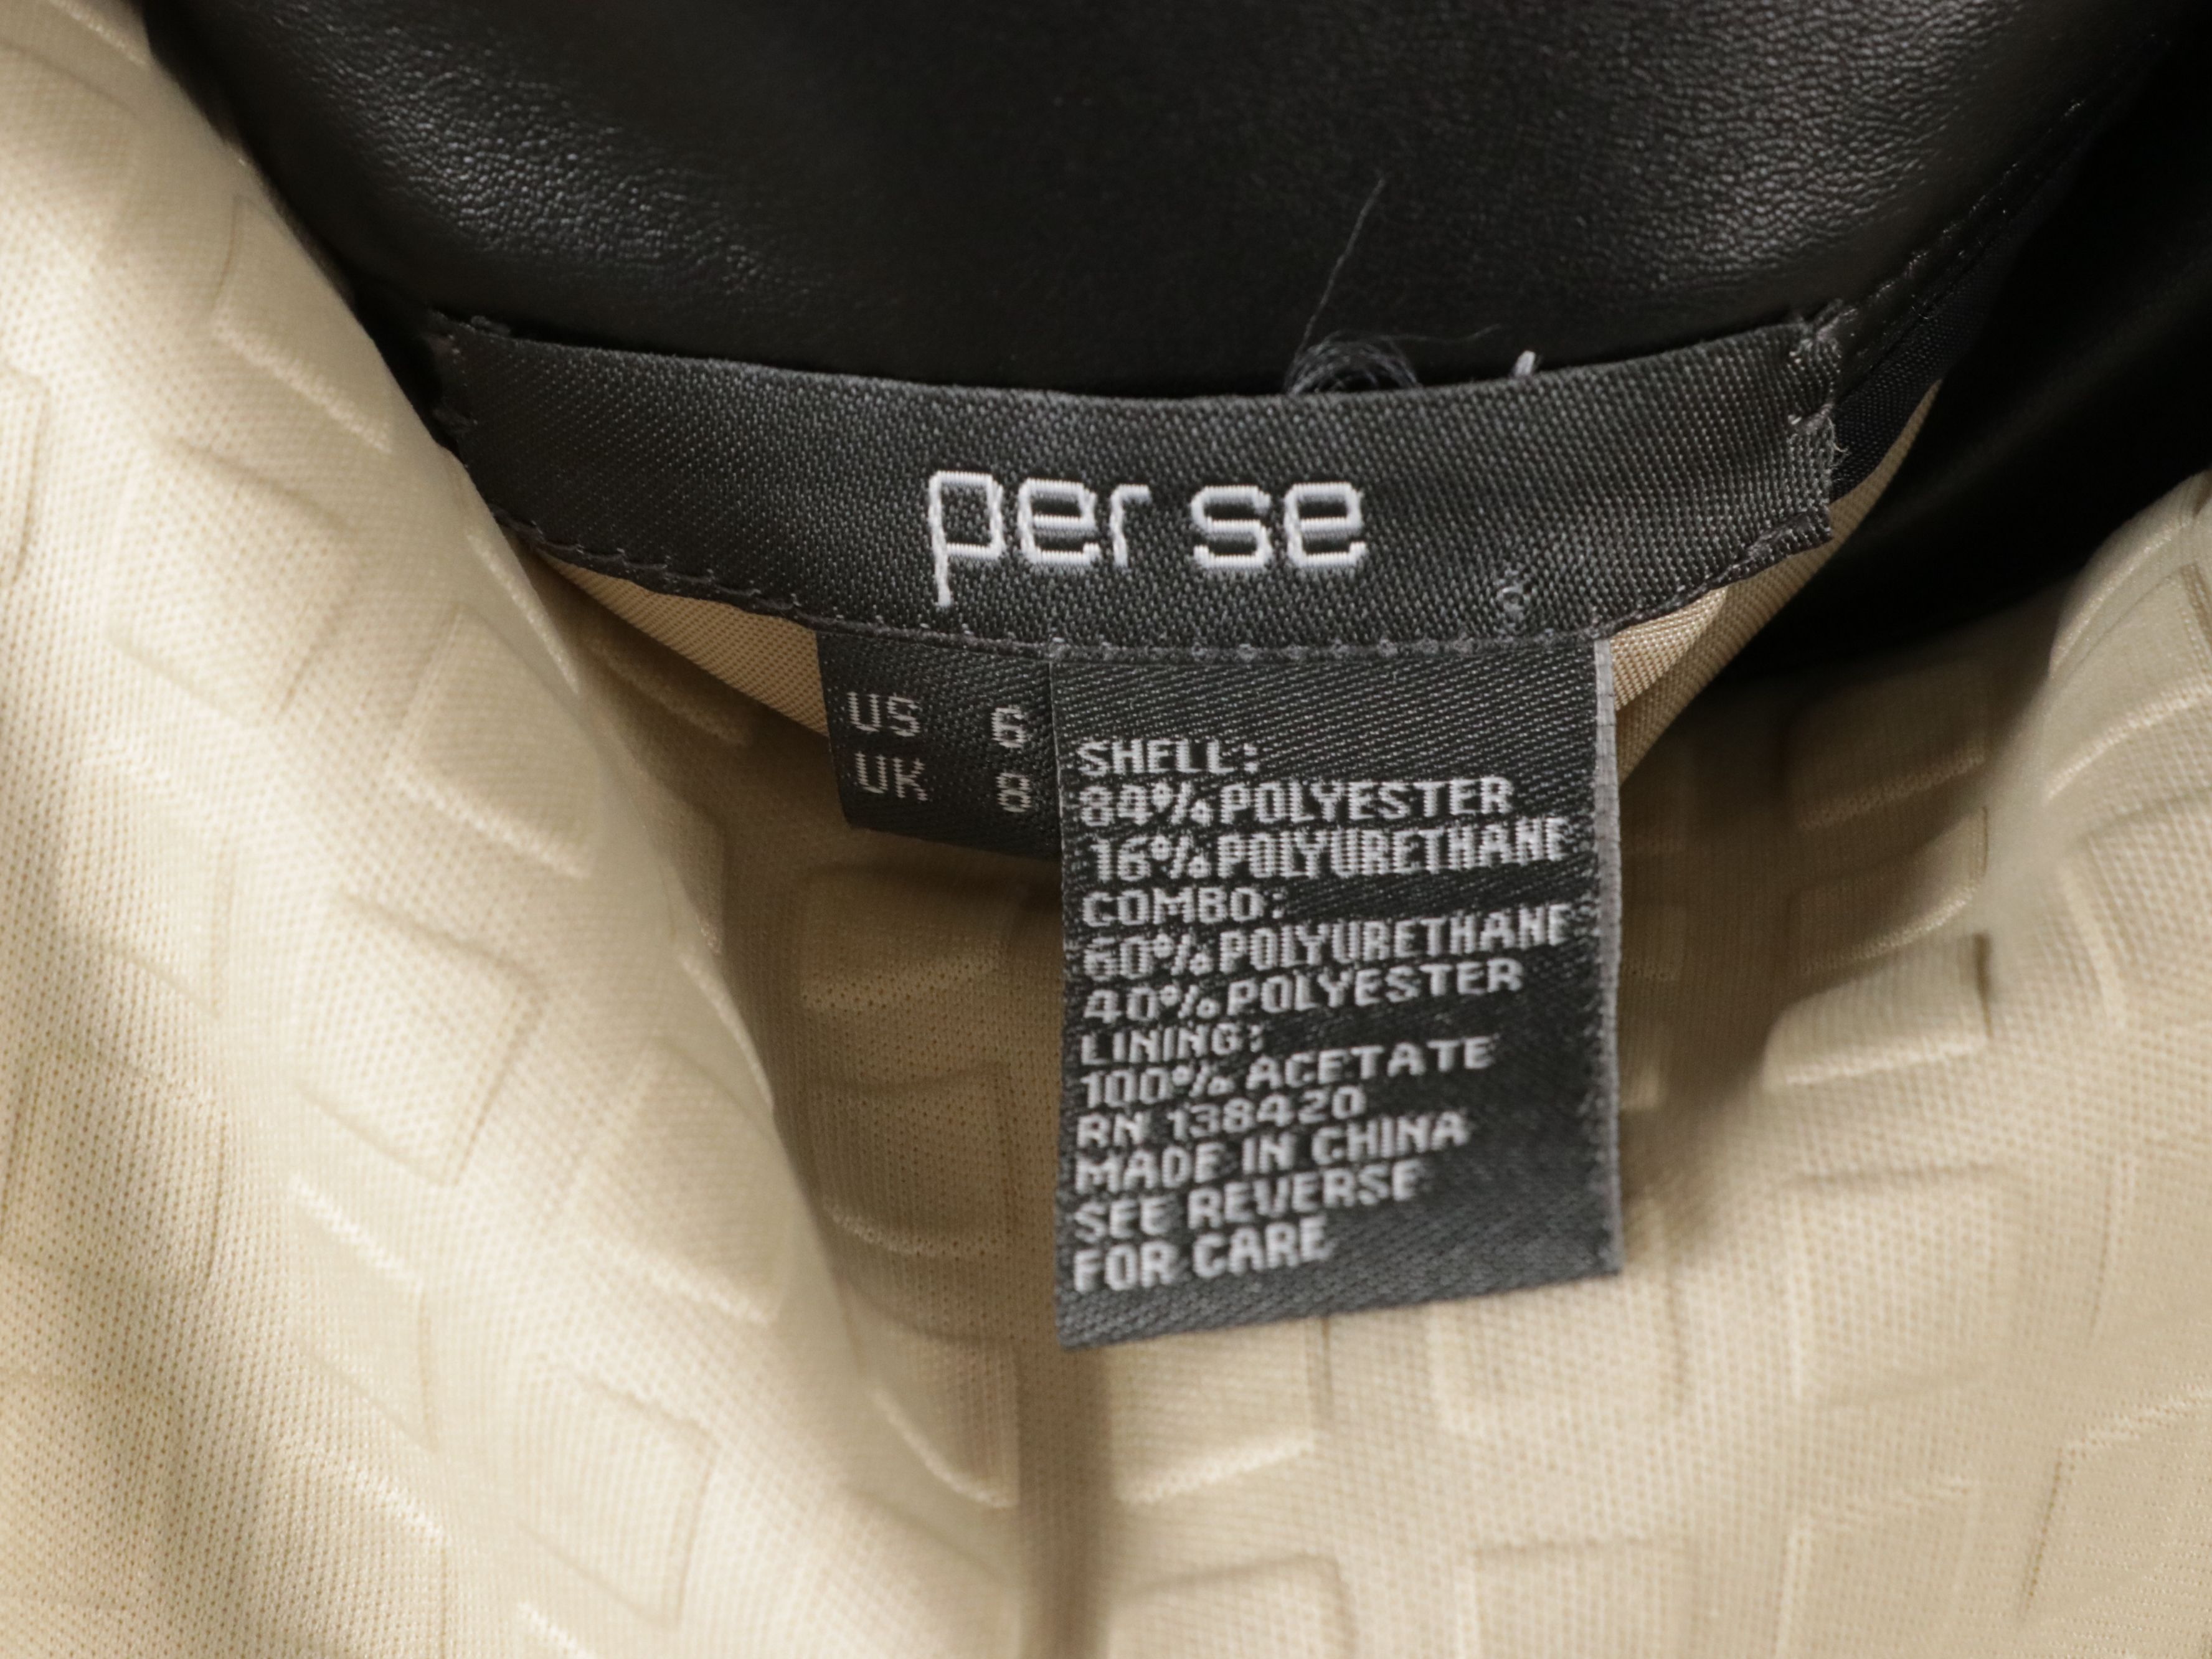 per se
US 6
UK 8
SHELL:
84% POLYESTER
16% POLYURETHANE
COMBO:
60% POLYURETHANE
40% POLYESTER
LINING:
100% ACETATE
RN 138420
MADE IN CHINA
SEE REVERSE
FOR CARE